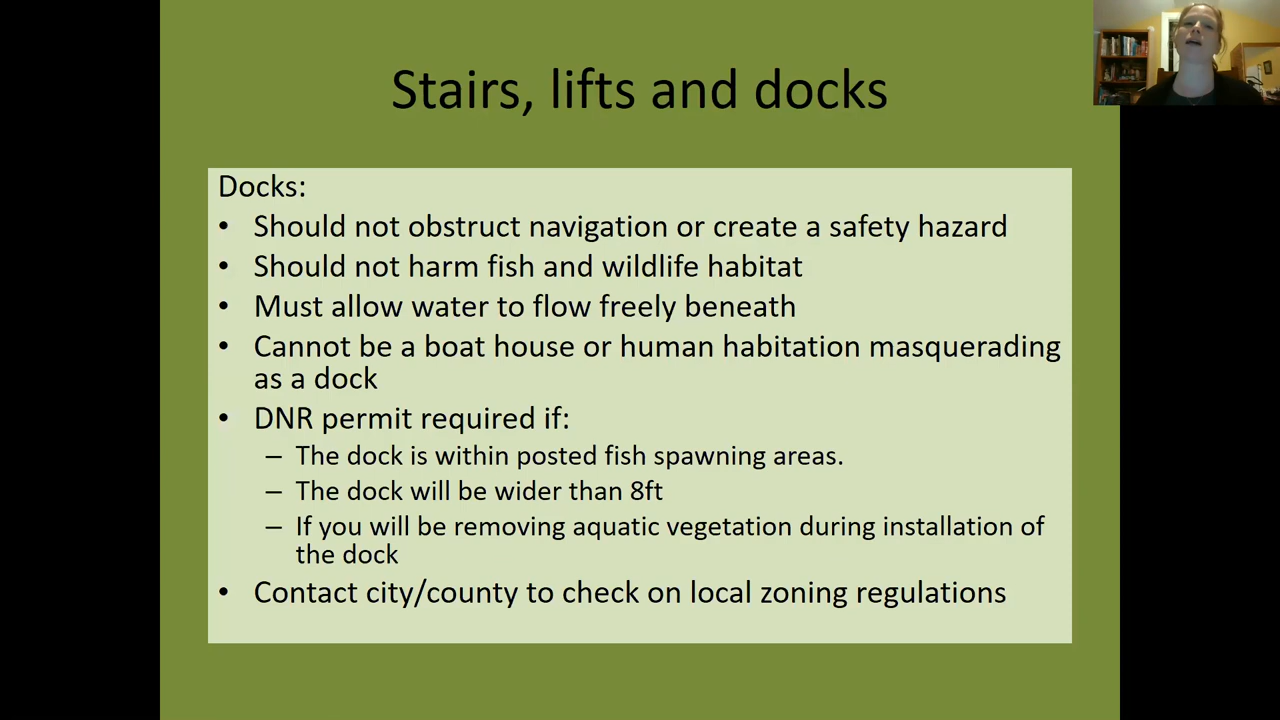 Stairs, lifts and docks
Docks:
• Should not obstruct navigation or create a safety hazard
• Should not harm fish and wildlife habitat
• Must allow water to flow freely beneath
• Cannot be a boat house or human habitation masquerading
as a dock
• DNR permit required if:
– The dock is within posted fish spawning areas.
– The dock will be wider than 8ft
– If you will be removing aquatic vegetation during installation of
the dock
• Contact city/county to check on local zoning regulations